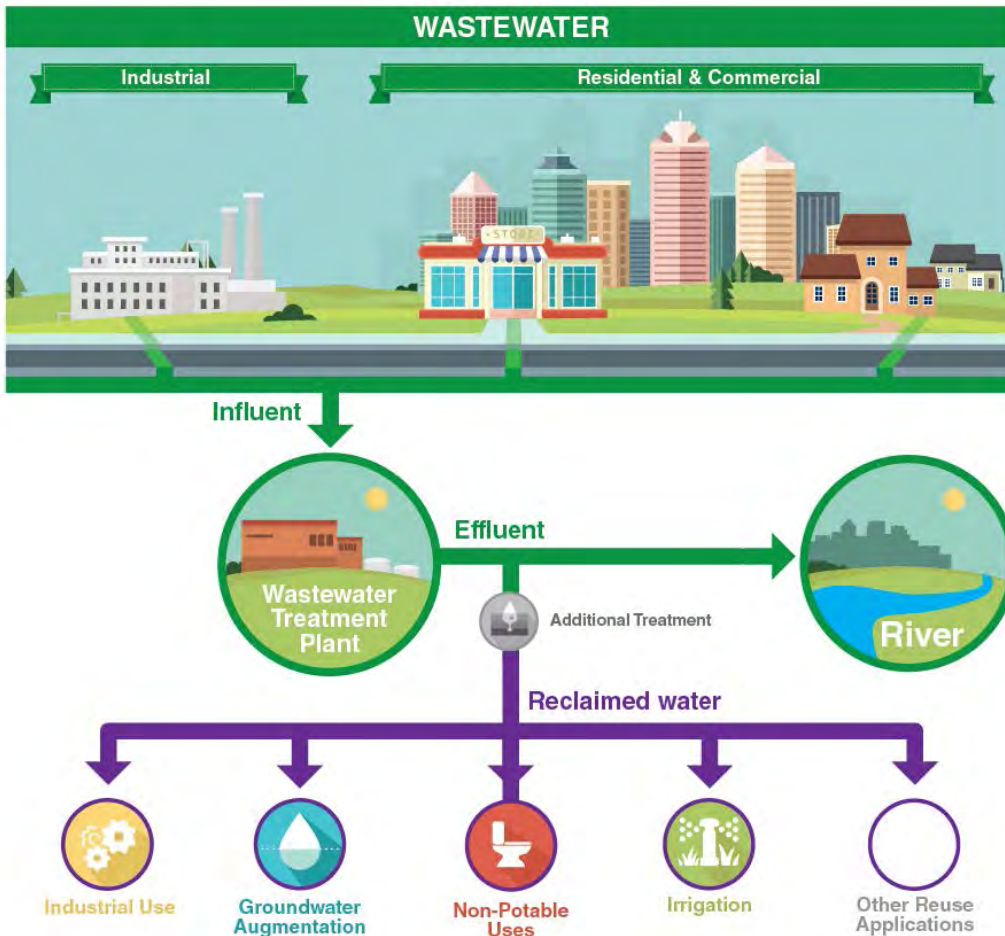 WASTEWATER
Industrial
Residential & Commercial
STORE
Influent
Effluent
Wastewater
Treatment
Plant
Additional Treatment
River
Reclaimed water
Industrial Use
Groundwater
Augmentation
Non-Potable
Uses
Irrigation
Other Reuse
Applications